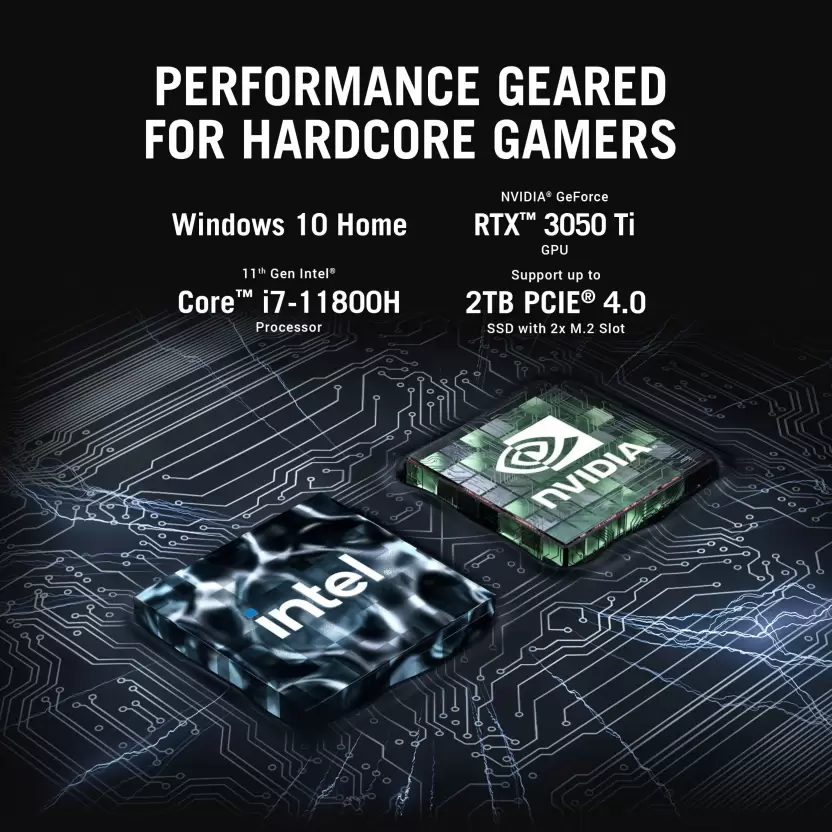 PERFORMANCE GEARED
FOR HARDCORE GAMERS
Windows 10 Home
NVIDIA® GeForce
RTX™ 3050 Ti
GPU
11th Gen Intel®
Core™ i7-11800H
Processor
Support up to
2TB PCIE® 4.0
SSD with 2x M.2 Slot
NVIDIA
intel®